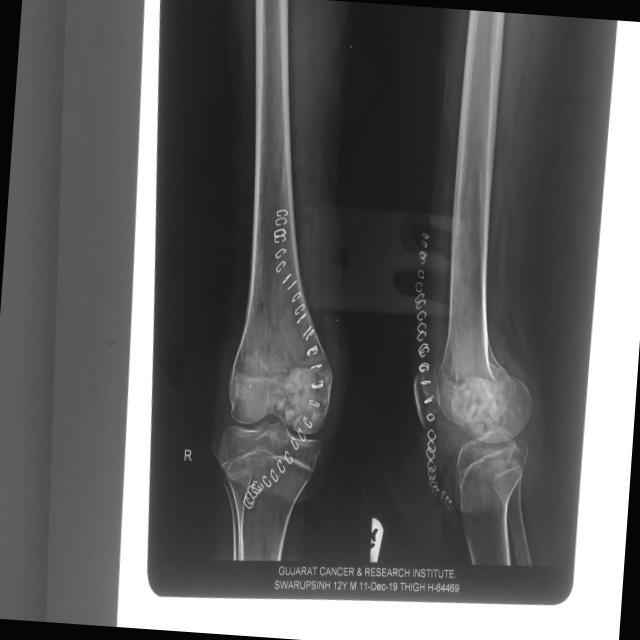 R
GUJARAT CANCER & RESEARCH INSTITUTE.
SWARUPSINH 12Y M 11-Dec-19 THIGH H-64469